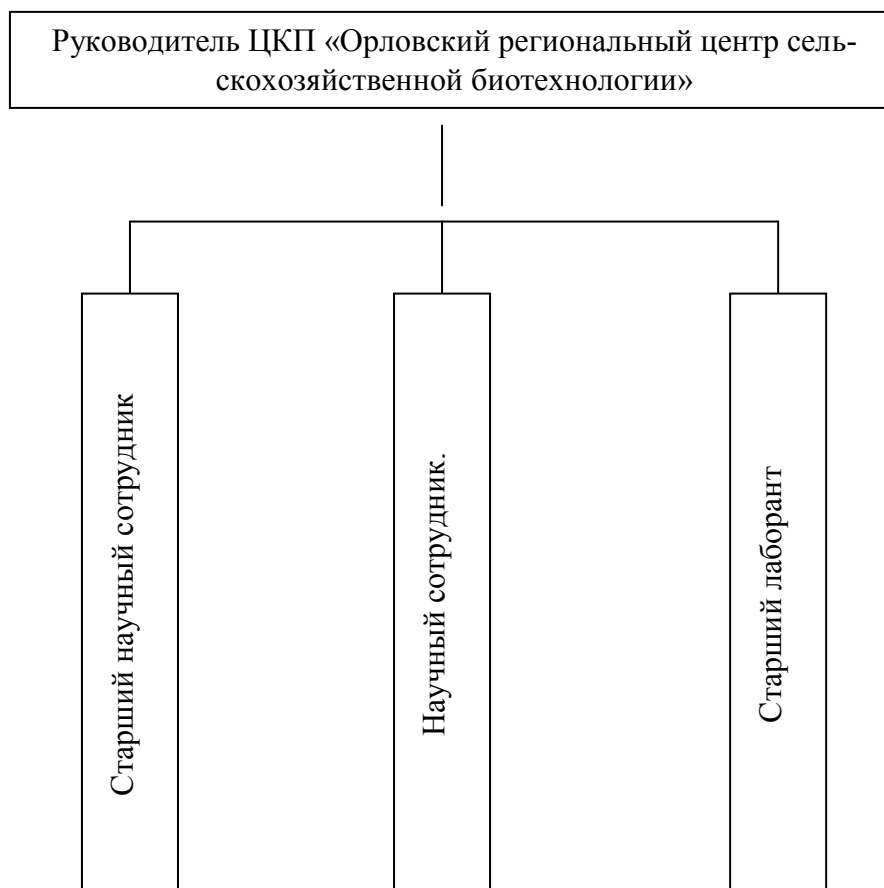 Руководитель ЦКП «Орловский региональный центр сель-
скохозяйственной биотехнологии»
Старший научный сотрудник
Научный сотрудник.
Старший лаборант